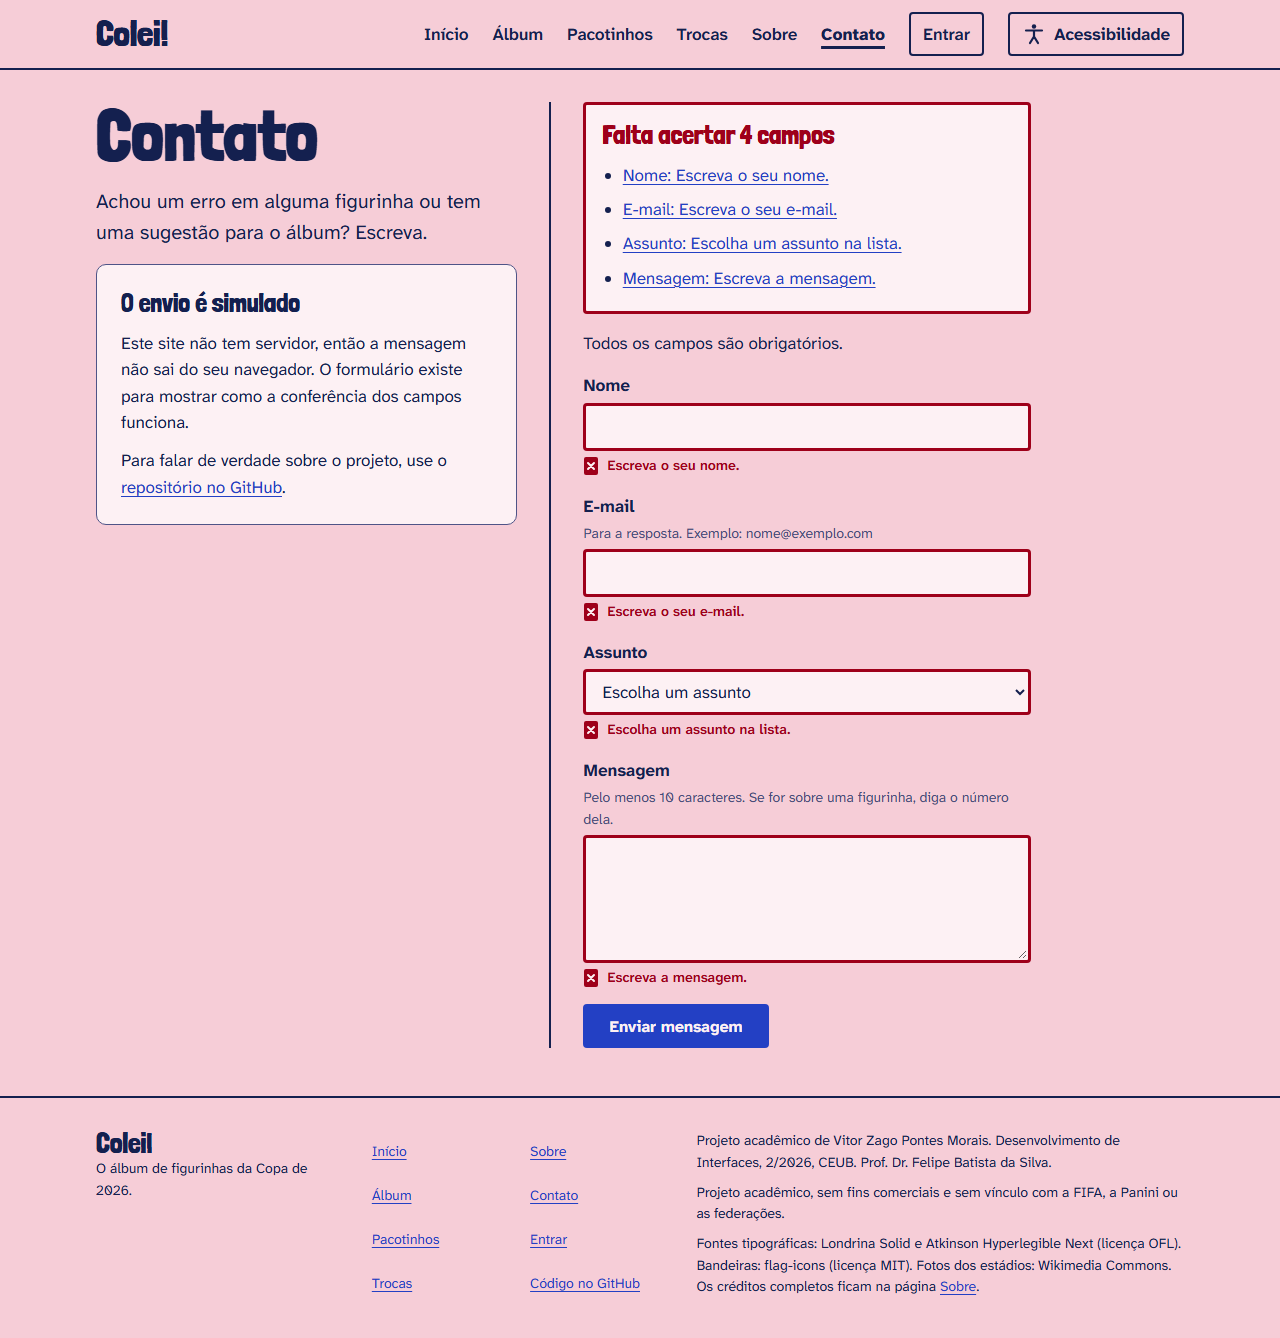 Colei!
Início
Álbum
Pacotinhos
Trocas
Sobre
Contato
Entrar
Acessibilidade
Contato
Achou um erro em alguma figurinha ou tem
uma sugestão para o álbum? Escreva.
O envio é simulado
Este site não tem servidor, então a mensagem
não sai do seu navegador. O formulário existe
para mostrar como a conferência dos campos
funciona.
Para falar de verdade sobre o projeto, use o
repositório no GitHub.
Falta acertar 4 campos
Nome: Escreva o seu nome.
E-mail: Escreva o seu e-mail.
Assunto: Escolha um assunto na lista.
Mensagem: Escreva a mensagem.
Todos os campos são obrigatórios.
Nome
Escreva o seu nome.
E-mail
Para a resposta. Exemplo: nome@exemplo.com
Escreva o seu e-mail.
Assunto
Escolha um assunto
Escolha um assunto na lista.
Mensagem
Pelo menos 10 caracteres. Se for sobre uma figurinha, diga o número
dela.
Escreva a mensagem.
Enviar mensagem
Colei!
O álbum de figurinhas da Copa de
2026.
Início
Álbum
Pacotinhos
Trocas
Sobre
Contato
Entrar
Código no GitHub
Projeto acadêmico de Vitor Zago Pontes Morais. Desenvolvimento de
Interfaces, 2/2026, CEUB. Prof. Dr. Felipe Batista da Silva.
Projeto acadêmico, sem fins comerciais e sem vínculo com a FIFA, a Panini ou
as federações.
Fontes tipográficas: Londrina Solid e Atkinson Hyperlegible Next (licença OFL).
Bandeiras: flag-icons (licença MIT). Fotos dos estádios: Wikimedia Commons.
Os créditos completos ficam na página Sobre.